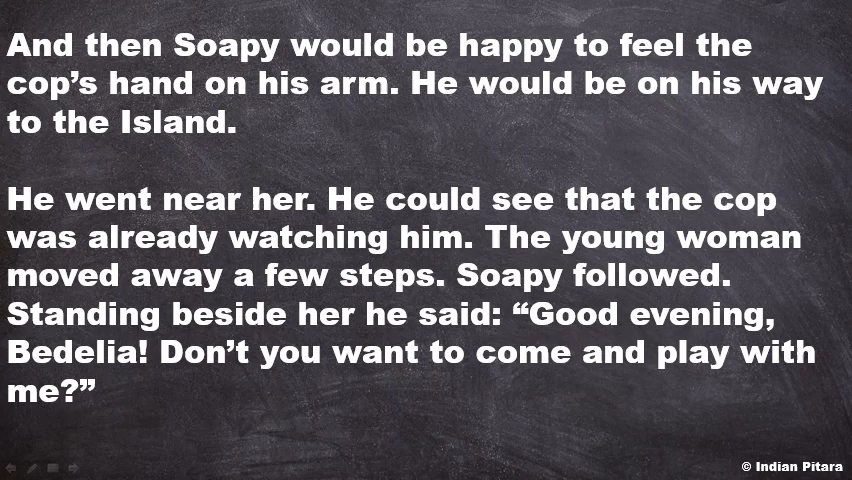 And then Soapy would be happy to feel the
cop’s hand on his arm. He would be on his way
to the Island.
He went near her. He could see that the cop
was already watching him. The young woman
moved away a few steps. Soapy followed.
Standing beside her he said: “Good evening,
Bedelia! Don’t you want to come and play with
me?”
© Indian Pitara